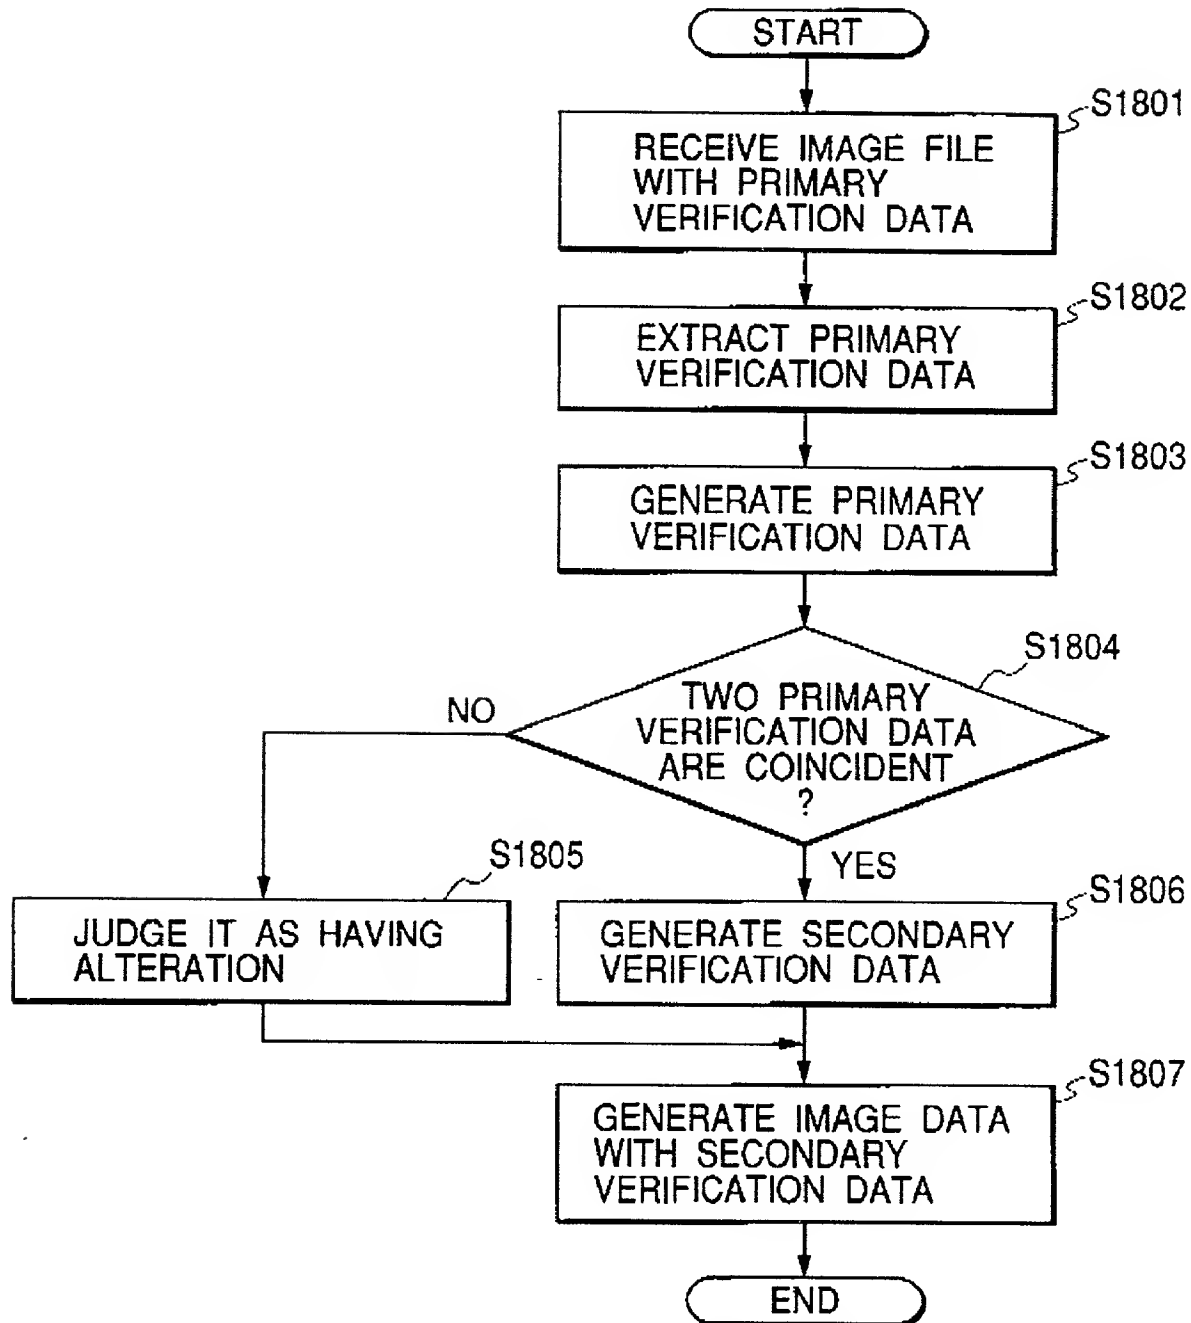 START
S1801
RECEIVE IMAGE FILE
WITH PRIMARY
VERIFICATION DATA
S1802
EXTRACT PRIMARY
VERIFICATION DATA
S1803
GENERATE PRIMARY
VERIFICATION DATA
S1804
TWO PRIMARY
VERIFICATION DATA
ARE COINCIDENT
?
NO
YES
S1805
JUDGE IT AS HAVING
ALTERATION
S1806
GENERATE SECONDARY
VERIFICATION DATA
S1807
GENERATE IMAGE DATA
WITH SECONDARY
VERIFICATION DATA
END